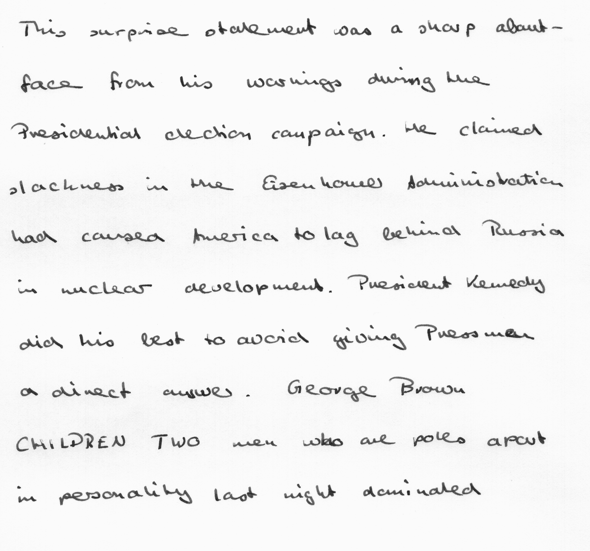 This surprise statement was a sharp about-
face from his warnings during the
Presidential election campaign. He claimed
slackness in the Eisenhower Administration
had caused America to lag behind Russia
in nuclear development. President Kennedy
did his best to avoid giving Pressmen
a direct answer. George Brown
CHILDREN TWO men who are poles apart
in personality last night dominated